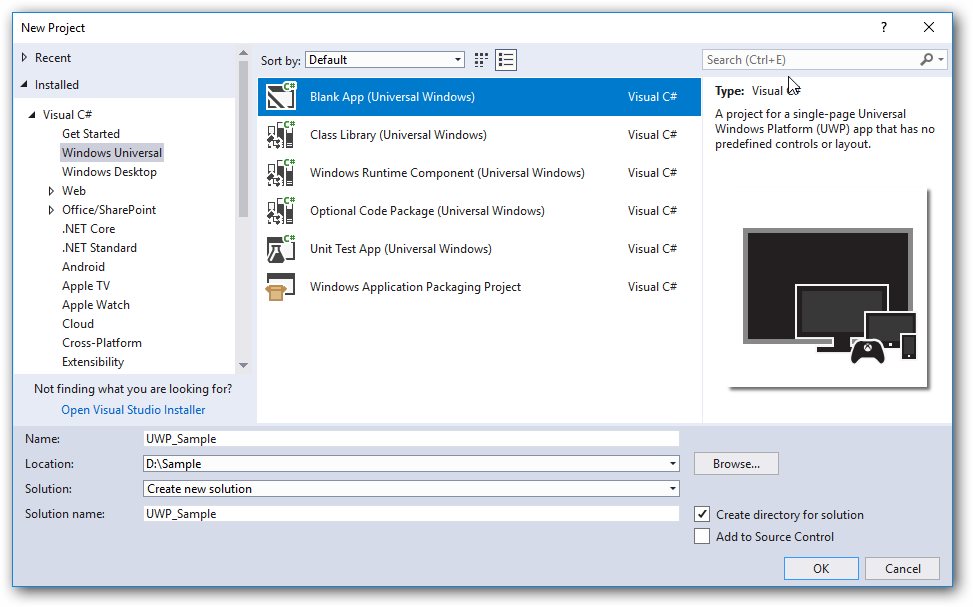 New Project
?
Recent
Installed
Visual C#
Get Started
Windows Universal
Windows Desktop
Web
Office/SharePoint
.NET Core
.NET Standard
Android
Apple TV
Apple Watch
Cloud
Cross-Platform
Extensibility
Not finding what you are looking for?
Open Visual Studio Installer
Sort by: Default
C# Blank App (Universal Windows) Visual C#
C# Class Library (Universal Windows) Visual C#
C# Windows Runtime Component (Universal Windows) Visual C#
C# Optional Code Package (Universal Windows) Visual C#
C# Unit Test App (Universal Windows) Visual C#
Windows Application Packaging Project Visual C#
Search (Ctrl+E)
Type: Visual C#
A project for a single-page Universal
Windows Platform (UWP) app that has no
predefined controls or layout.
Name: UWP_Sample
Location: D:\Sample Browse...
Solution: Create new solution
Solution name: UWP_Sample
Create directory for solution
Add to Source Control
OK Cancel